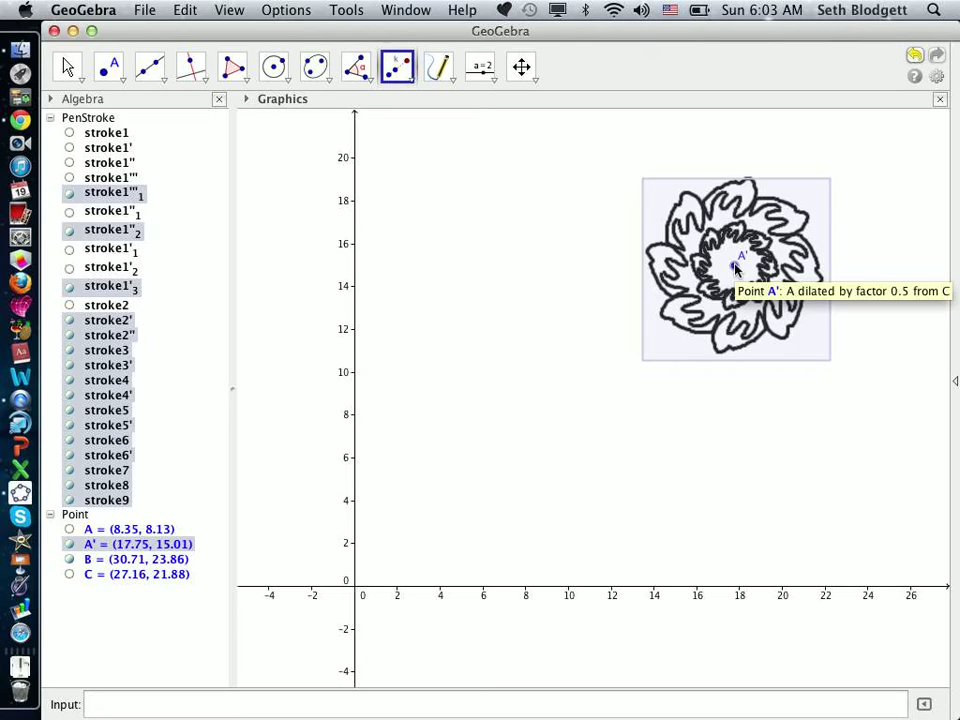 GeoGebra File Edit View Options Tools Window Help Sun 6:03 AM Seth Blodgett
GeoGebra
A α k a=2
Algebra Graphics
PenStroke
stroke1
stroke1'
stroke1''
stroke1'''
stroke1'''1
stroke1''1
stroke1''2
stroke1'1
stroke1'2
stroke1'3
stroke2
stroke2'
stroke2''
stroke3
stroke3'
stroke4
stroke4'
stroke5
stroke5'
stroke6
stroke6'
stroke7
stroke8
stroke9
Point
A = (8.35, 8.13)
A' = (17.75, 15.01)
B = (30.71, 23.86)
C = (27.16, 21.88)
20
18
16
14
12
10
8
6
4
2
0
-2
-4
-4 -2 0 2 4 6 8 10 12 14 16 18 20 22 24 26
A'
Point A': A dilated by factor 0.5 from C
Input: